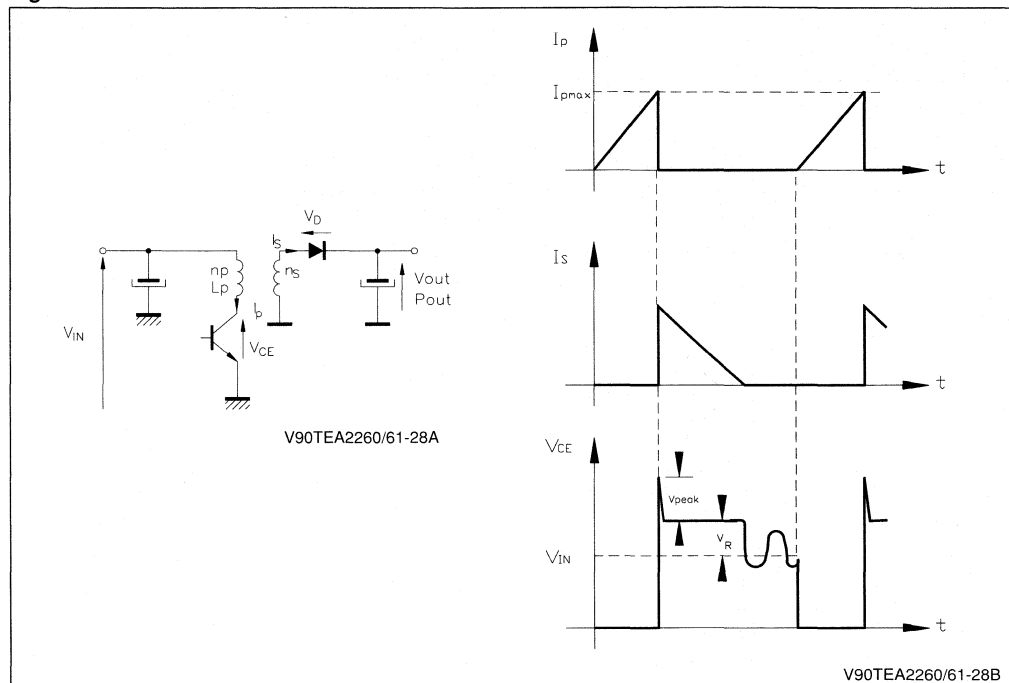 Ip
Ipmax
t
VD
Is
np
Lp
ns
Vout
Pout
Ip
VIN
VCE
V90TEA2260/61-28A
Is
t
VCE
Vpeak
VR
VIN
t
V90TEA2260/61-28B